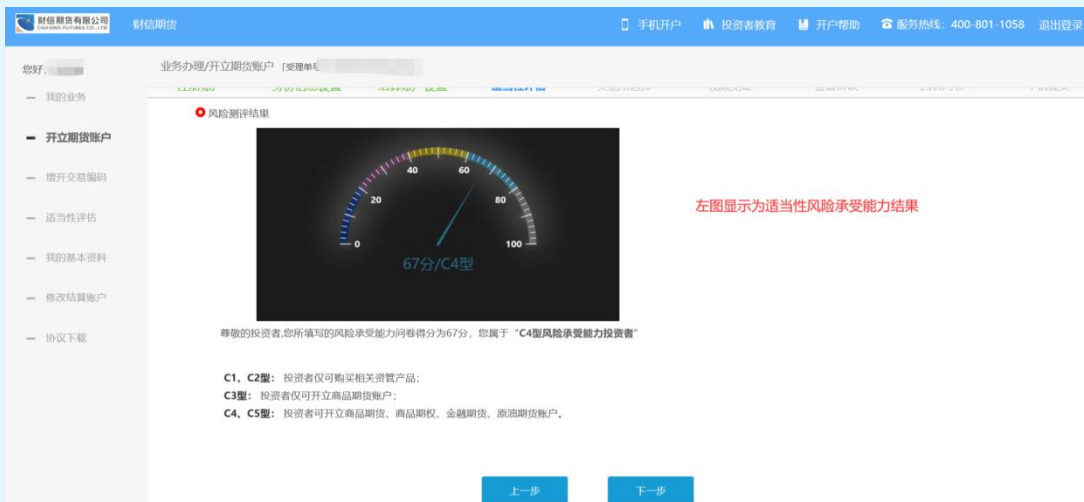 财信期货有限公司
CHASING FUTURES CO.,LTD.
财信期货
手机开户
投资者教育
开户帮助
服务热线：400-801-1058
退出登录
您好,
业务办理/开立期货账户
「受理单号
我的业务
开立期货账户
增开交易编码
适当性评估
我的基本资料
修改结算账户
协议下载
适当性评估
风险测评结果
0
20
40
60
80
100
67分/C4型
左图显示为适当性风险承受能力结果
尊敬的投资者,您所填写的风险承受能力问卷得分为67分，您属于 “C4型风险承受能力投资者”
C1、C2型：投资者仅可购买相关资管产品；
C3型：投资者仅可开立商品期货账户；
C4、C5型：投资者可开立商品期货、商品期权、金融期货、原油期货账户。
上一步
下一步